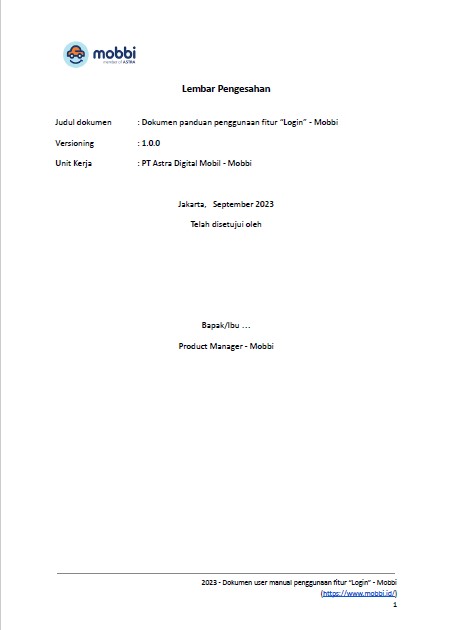 mobbi
member of ASTRA
Lembar Pengesahan
Judul dokumen : Dokumen panduan penggunaan fitur “Login” - Mobbi
Versioning : 1.0.0
Unit Kerja : PT Astra Digital Mobil - Mobbi
Jakarta, September 2023
Telah disetujui oleh
Bapak/Ibu ...
Product Manager - Mobbi
2023 - Dokumen user manual penggunaan fitur “Login” - Mobbi
(https://www.mobbi.id/)
1